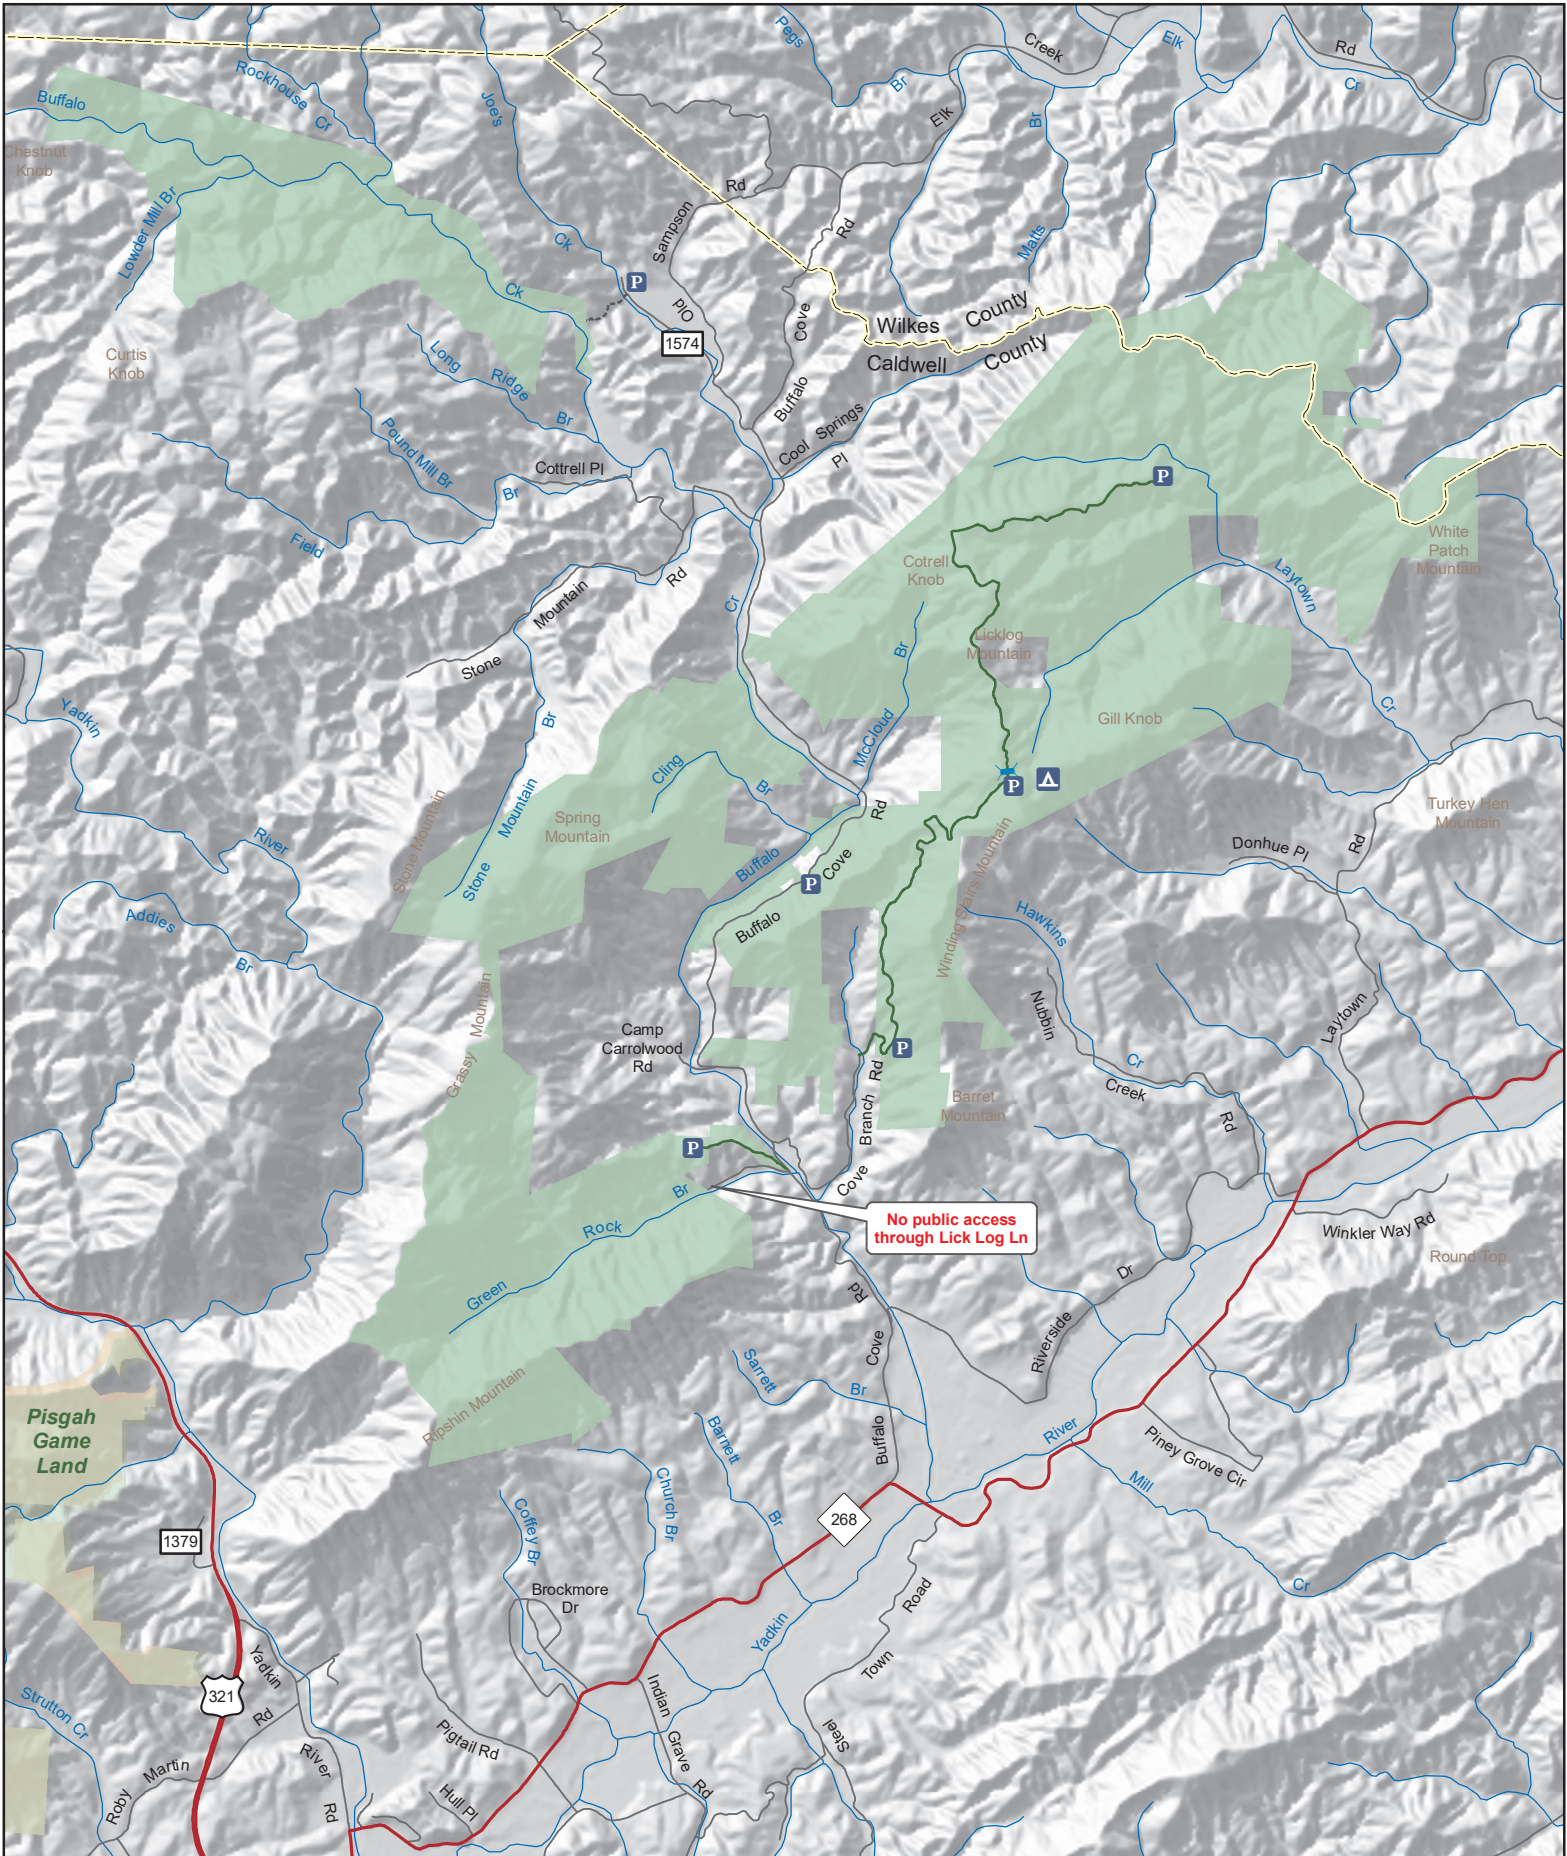 Pegs
Creek
Elk
Rd
Rockhouse
Joe's
Br
Cr
Buffalo
Cr
Elk
Br
Chestnut
Knob
Rd
Lowder Mill Br
Sampson
Rd
Ck
Matts
P
Ck
Old
Cove
Wilkes County
1574
Caldwell County
Curtis
Knob
Long
Ridge
Buffalo
Br
Springs
Cool
Pound Mill Br
Cottrell Pl
Pl
P
Br
Field
White
Patch
Mountain
Cotrell
Knob
Laytown
Rd
Mountain
Cr
Licklog
Mountain
Br
Stone
Yadkin
Br
Gill Knob
Cr
McCloud
Cling
Br
P
Stone Mountain
Mountain
Spring
Mountain
Rd
Turkey Hen
Mountain
River
Donhue Pl
Rd
Buffalo
Cove
P
Stone
Winding Stairs Mountain
Addies
Buffalo
Hawkins
Br
Mountain
Nubbin
Laytown
Camp
Carrolwood
Rd
P
Cr
Grassy
Rd
Creek
Barret
Mountain
Branch
Rd
P
Cove
Br
No public access
through Lick Log Ln
Rock
Winkler Way Rd
Round Top
Green
Dr
Rd
Riverside
Cove
Sarrett
Br
Ripshin Mountain
Pisgah
Game
Land
Barnett
River
Buffalo
Piney Grove Cir
Mill
Church Br
Coffey Br
Br
268
1379
Cr
Brockmore
Dr
Road
Yadkin
Town
Yadkin
321
Indian
Strutton Cr
Rd
Steel
Pigtail Rd
Grave
River
Martin
Rd
Roby
Hull Pl
Rd